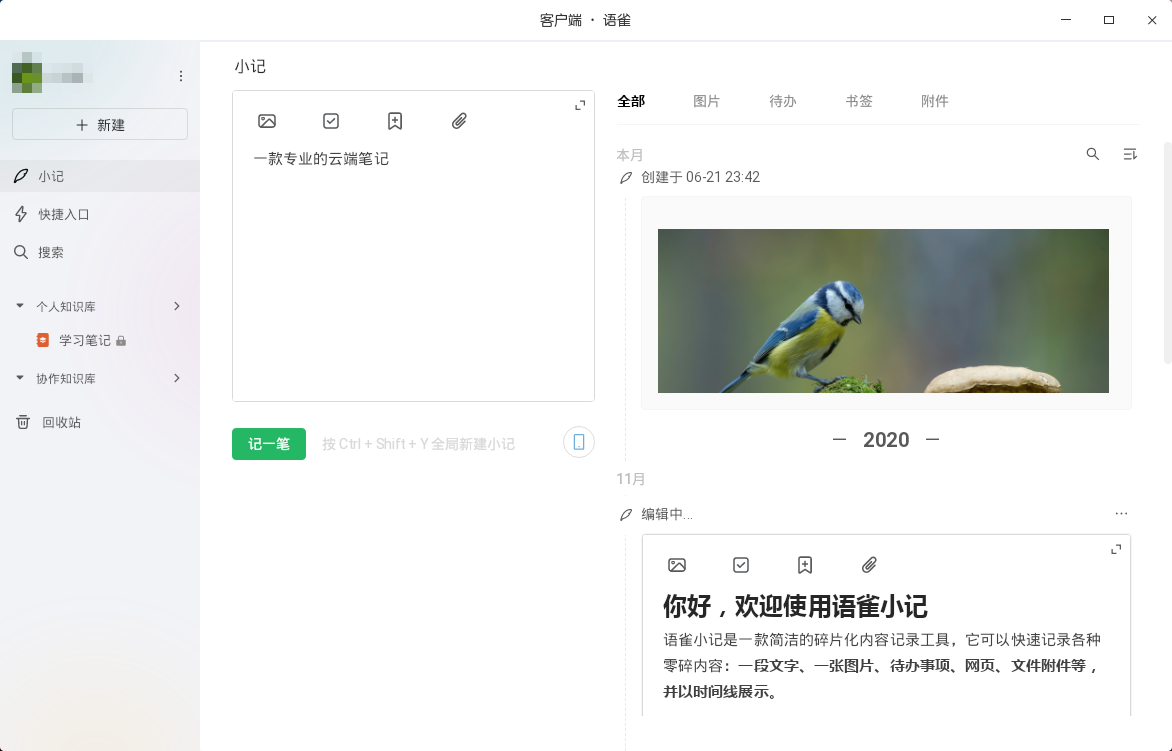 客户端 · 语雀
新建
小记
快捷入口
搜索
个人知识库
学习笔记
协作知识库
回收站
小记
一款专业的云端笔记
记一笔
按 Ctrl + Shift + Y 全局新建小记
全部 图片 待办 书签 附件
本月
创建于 06-21 23:42
2020
11月
编辑中...
你好，欢迎使用语雀小记
语雀小记是一款简洁的碎片化内容记录工具，它可以快速记录各种
零碎内容：一段文字、一张图片、待办事项、网页、文件附件等，
并以时间线展示。